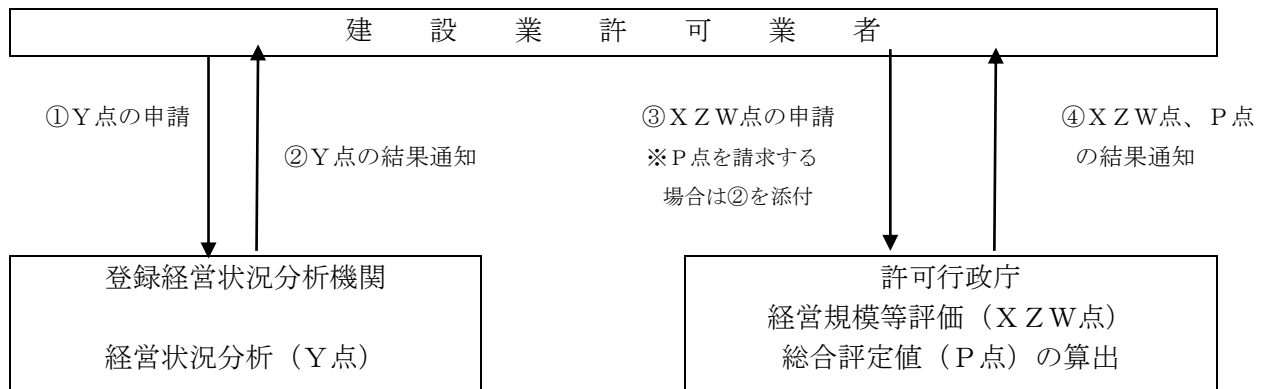 建設業許可業者
①Y点の申請
②Y点の結果通知
③XZW点の申請
※P点を請求する
場合は②を添付
④XZW点、P点
の結果通知
登録経営状況分析機関
経営状況分析（Y点）
許可行政庁
経営規模等評価（XZW点）
総合評定値（P点）の算出